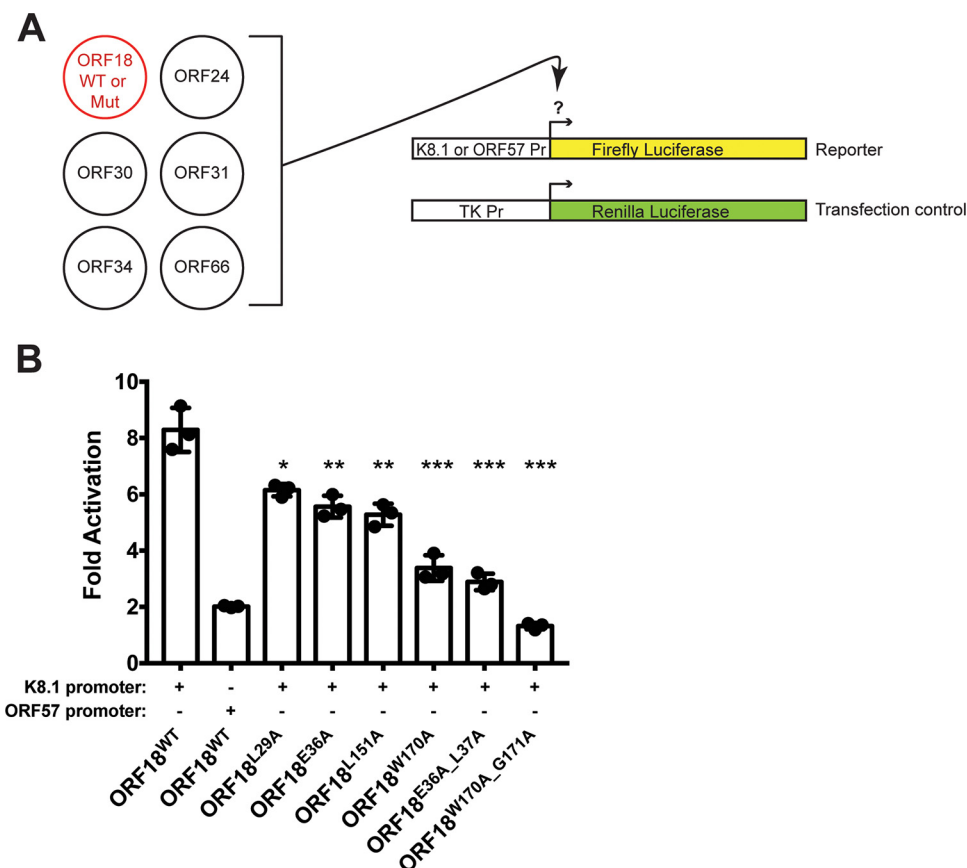 A
ORF18
WT or
Mut
ORF24
ORF30
ORF31
ORF34
ORF66
?
K8.1 or ORF57 Pr
Firefly Luciferase
Reporter
TK Pr
Renilla Luciferase
Transfection control
B
Fold Activation
10
8
6
4
2
0
* ** ** *** *** ***
K8.1 promoter: + - + + + + + +
ORF57 promoter: - + - - - - - -
ORF18WT
ORF18WT
ORF18L29A
ORF18E36A
ORF18L151A
ORF18W170A
ORF18E36A_L37A
ORF18W170A_G171A